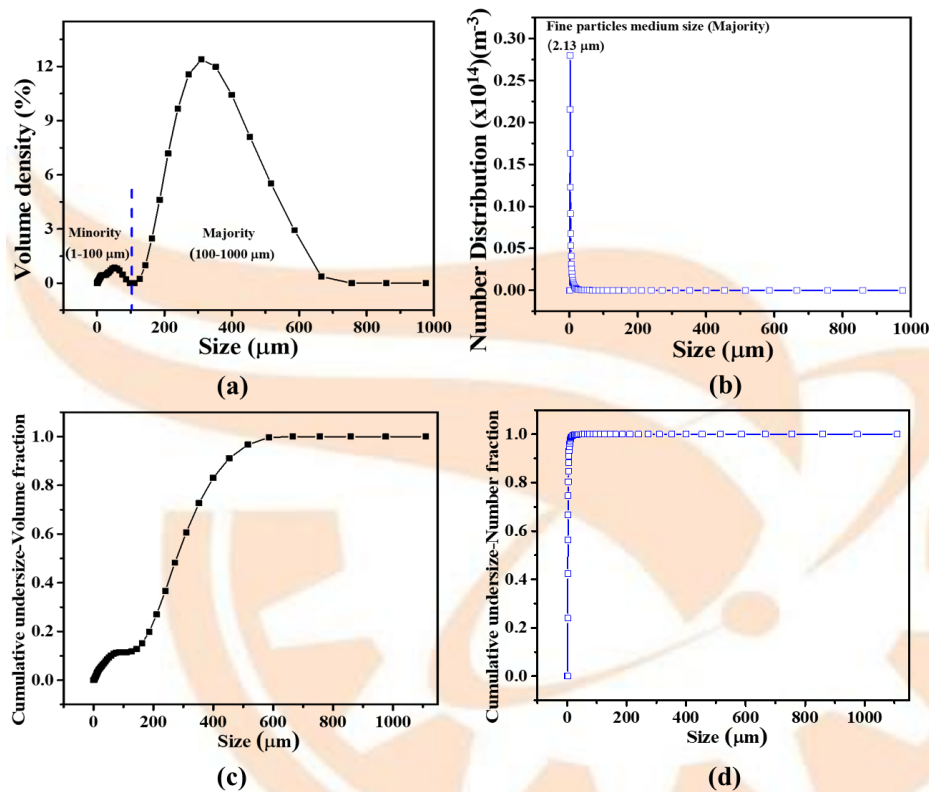 12
9
6
3
0
Volume density (%)
Minority
(1-100 μm)
Majority
(100-1000 μm)
0 200 400 600 800 1000
Size (μm)
(a)
Fine particles medium size (Majority)
(2.13 μm)
0.30
0.25
0.20
0.15
0.10
0.05
0.00
Number Distribution (x10¹⁴)(m⁻³)
0 200 400 600 800 1000
Size (μm)
(b)
1.0
0.8
0.6
0.4
0.2
0.0
Cumulative undersize-Volume fraction
0 200 400 600 800 1000
Size (μm)
(c)
1.0
0.8
0.6
0.4
0.2
0.0
Cumulative undersize-Number fraction
0 200 400 600 800 1000
Size (μm)
(d)